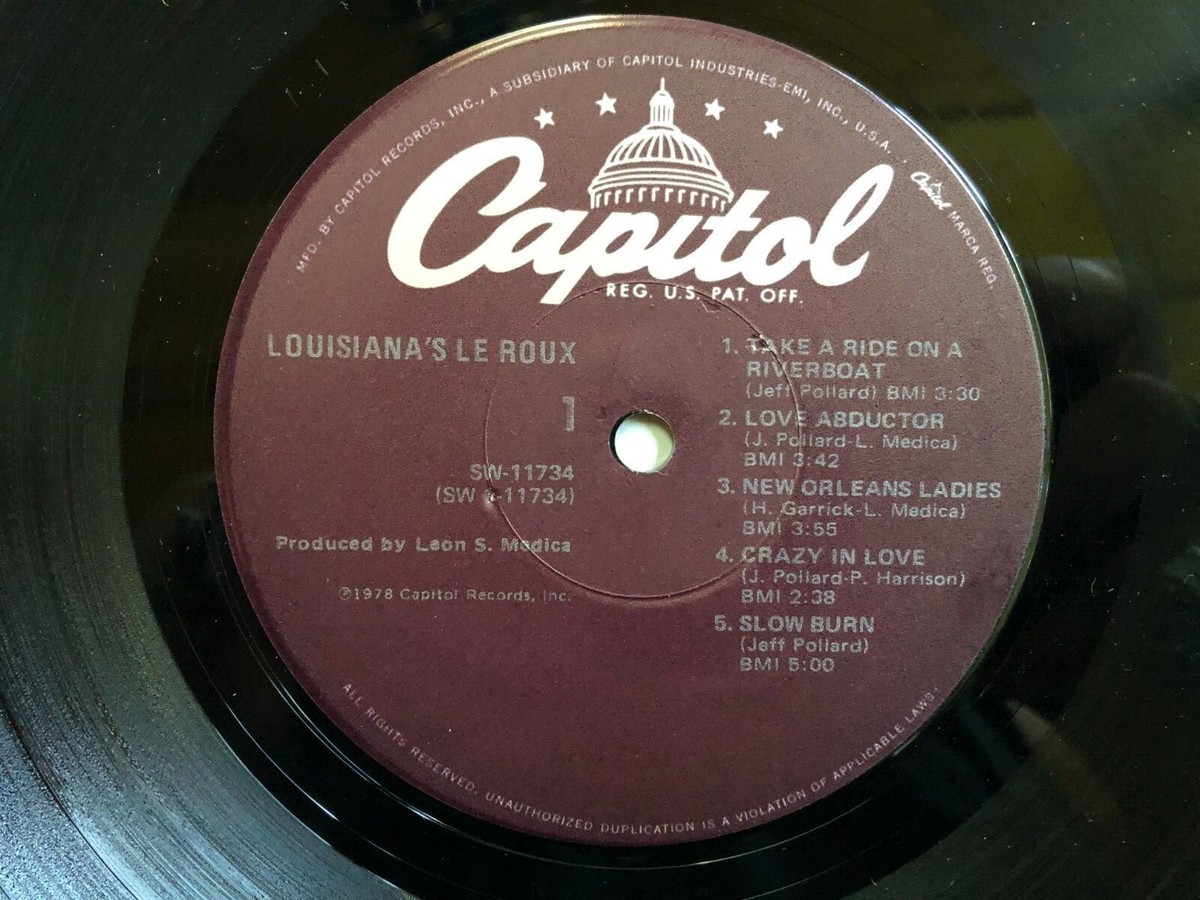 MFD. BY CAPITOL RECORDS, INC., A SUBSIDIARY OF CAPITOL INDUSTRIES-EMI, INC., U.S.A.
Capitol MARCA REG.
Capitol
REG. U.S. PAT. OFF.
LOUISIANA'S LE ROUX
1
SW-11734
(SW 1-11734)
Produced by Leon S. Medica
℗1978 Capitol Records, Inc.
1. TAKE A RIDE ON A
RIVERBOAT
(Jeff Pollard) BMI 3:30
2. LOVE ABDUCTOR
(J. Pollard-L. Medica)
BMI 3:42
3. NEW ORLEANS LADIES
(H. Garrick-L. Medica)
BMI 3:55
4. CRAZY IN LOVE
(J. Pollard-P. Harrison)
BMI 2:38
5. SLOW BURN
(Jeff Pollard)
BMI 5:00
ALL RIGHTS RESERVED. UNAUTHORIZED DUPLICATION IS A VIOLATION OF APPLICABLE LAWS.